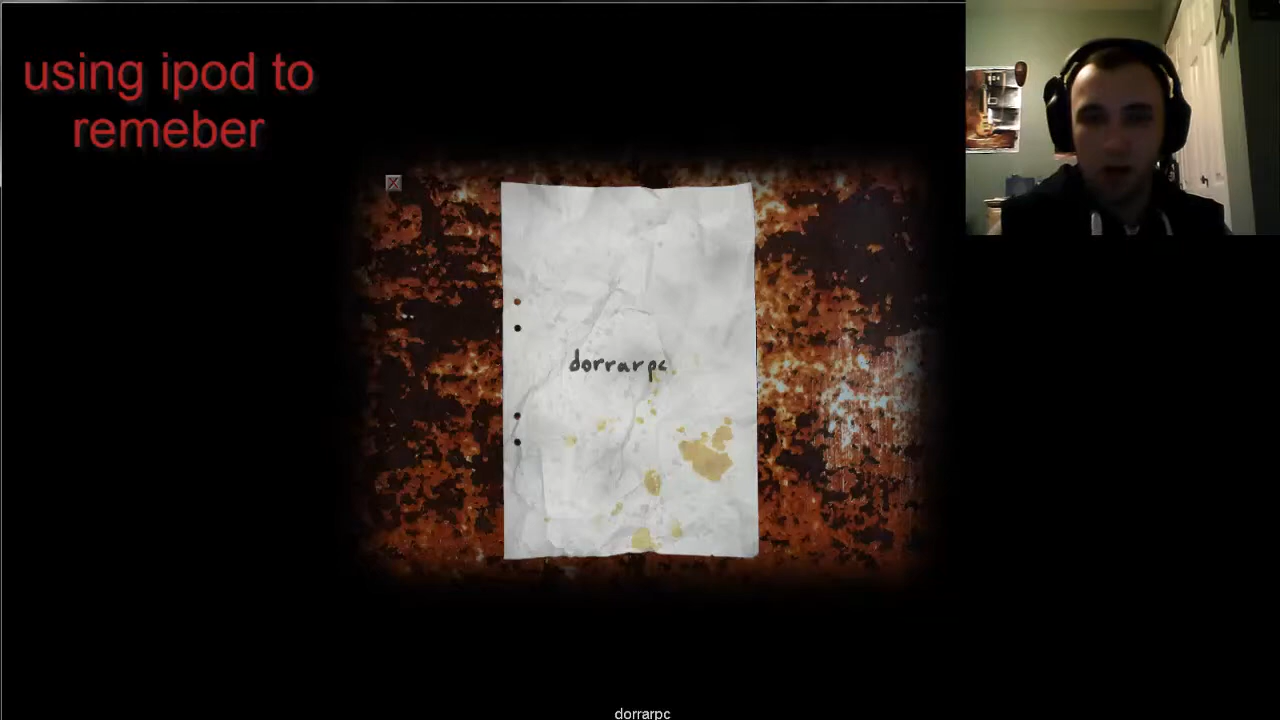 using ipod to
remeber
dorrarpc
dorrarpc